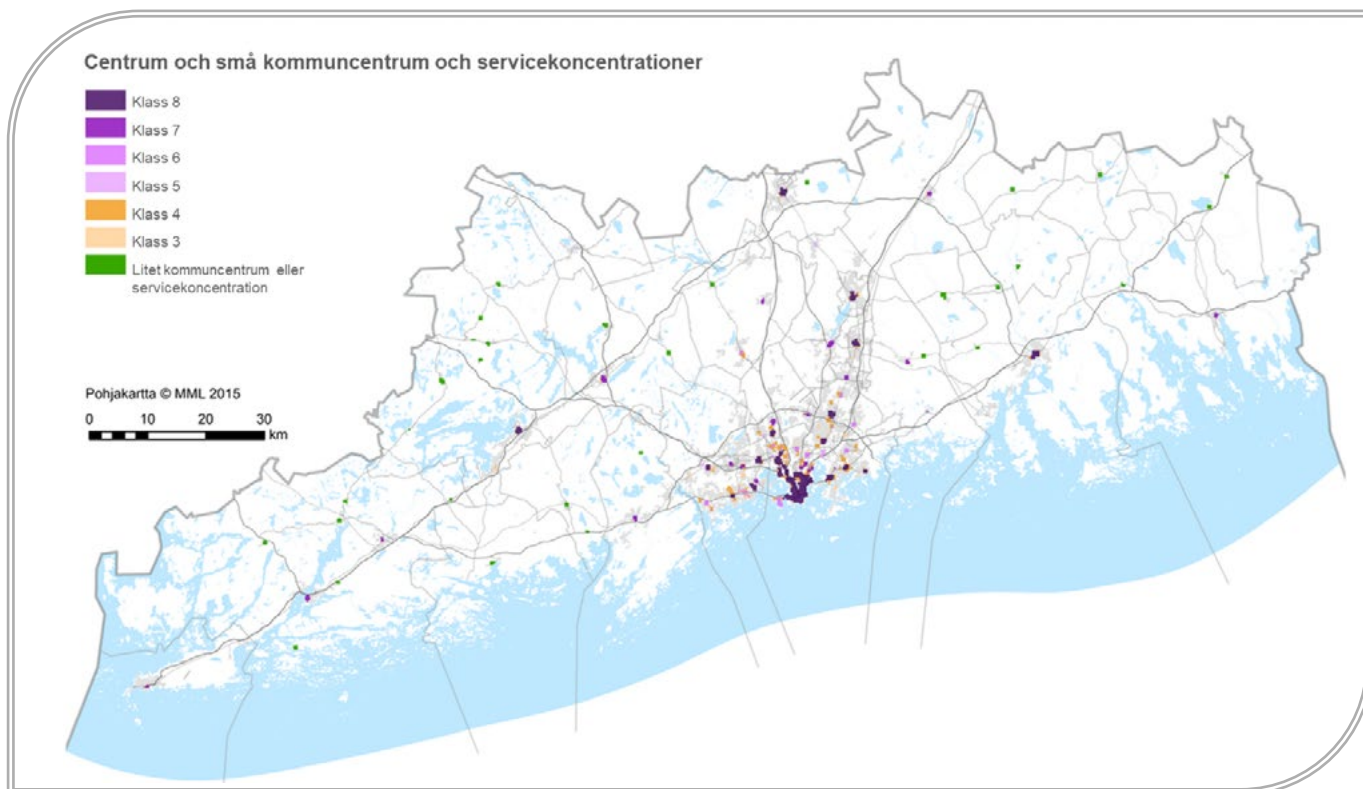 Centrum och små kommuncentrum och servicekoncentrationer
Klass 8
Klass 7
Klass 6
Klass 5
Klass 4
Klass 3
Litet kommuncentrum eller
servicekoncentration
Pohjakartta © MML 2015
0 10 20 30
km